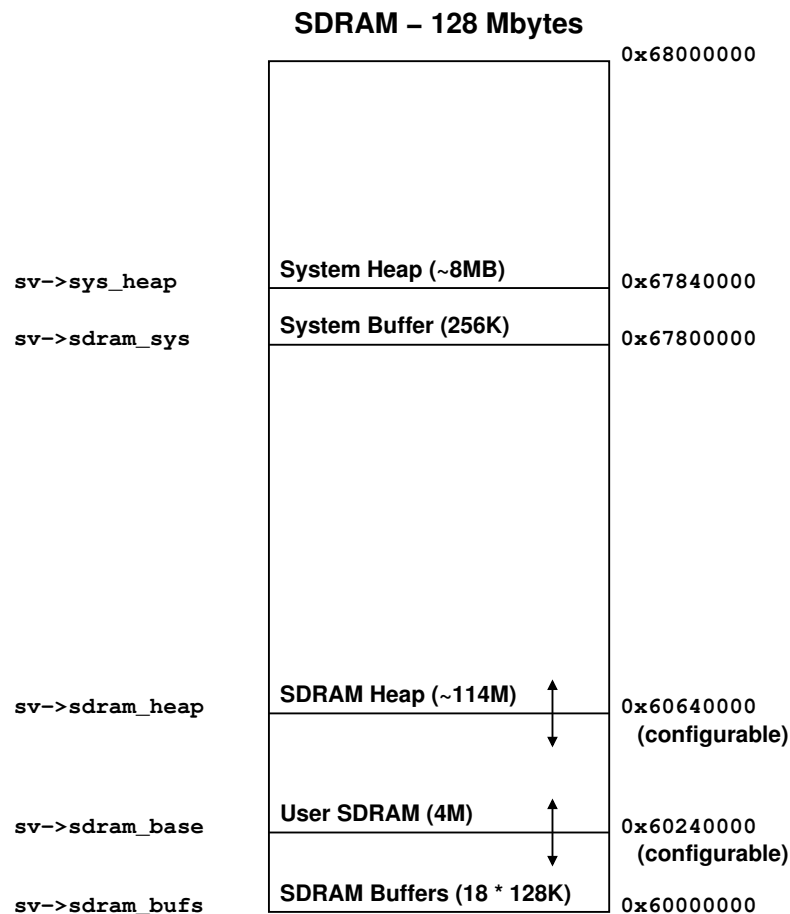 SDRAM – 128 Mbytes
0x68000000
System Heap (~8MB)
sv−>sys_heap
0x67840000
System Buffer (256K)
sv−>sdram_sys
0x67800000
SDRAM Heap (~114M)
sv−>sdram_heap
0x60640000
(configurable)
User SDRAM (4M)
sv−>sdram_base
0x60240000
(configurable)
SDRAM Buffers (18 * 128K)
sv−>sdram_bufs
0x60000000